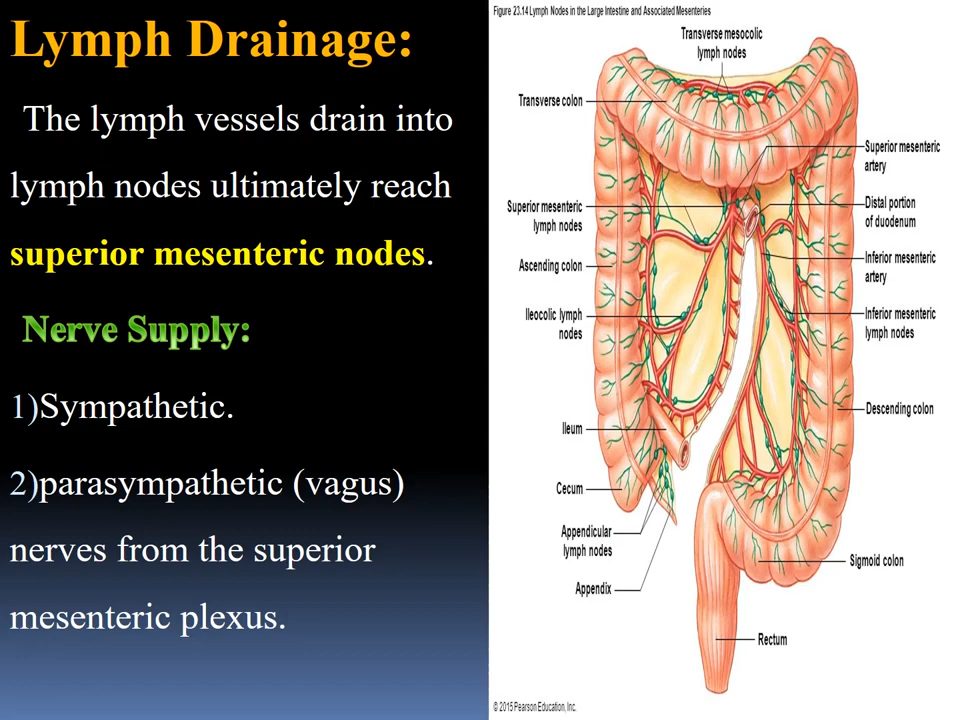 Lymph Drainage:
The lymph vessels drain into
lymph nodes ultimately reach
superior mesenteric nodes.
Nerve Supply:
1)Sympathetic.
2)parasympathetic (vagus)
nerves from the superior
mesenteric plexus.
Figure 23.14 Lymph Nodes in the Large Intestine and Associated Mesenteries
Transverse mesocolic
lymph nodes
Transverse colon
Superior mesenteric
lymph nodes
Ascending colon
Ileocolic lymph
nodes
Ileum
Cecum
Appendicular
lymph nodes
Appendix
Superior mesenteric
artery
Distal portion
of duodenum
Inferior mesenteric
artery
Inferior mesenteric
lymph nodes
Descending colon
Sigmoid colon
Rectum
© 2015 Pearson Education, Inc.